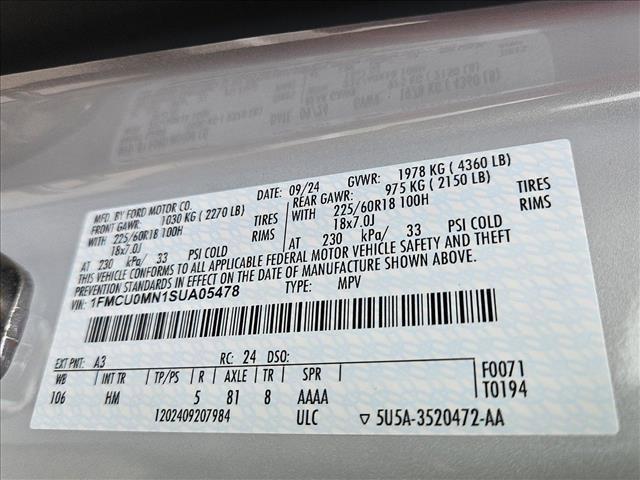 MFD. BY FORD MOTOR CO.
DATE: 09/24
GVWR: 1978 KG (4360 LB)
FRONT GAWR: 1030 KG (2270 LB)
REAR GAWR: 975 KG (2150 LB)
WITH 225/60R18 100H TIRES
WITH 225/60R18 100H TIRES
18x7.0J RIMS
18x7.0J RIMS
AT 230 kPa/ 33 PSI COLD
AT 230 kPa/ 33 PSI COLD
THIS VEHICLE CONFORMS TO ALL APPLICABLE FEDERAL MOTOR VEHICLE SAFETY AND THEFT
PREVENTION STANDARDS IN EFFECT ON THE DATE OF MANUFACTURE SHOWN ABOVE.
VIN: 1FMCU0MN1SUA05478
TYPE: MPV
EXT PNT: A3 RC: 24 DSO:
WB INT TR TP/PS R AXLE TR SPR
106 HM 5 81 8 AAAA
F0071
T0194
1202409207984 ULC 5U5A-3520472-AA